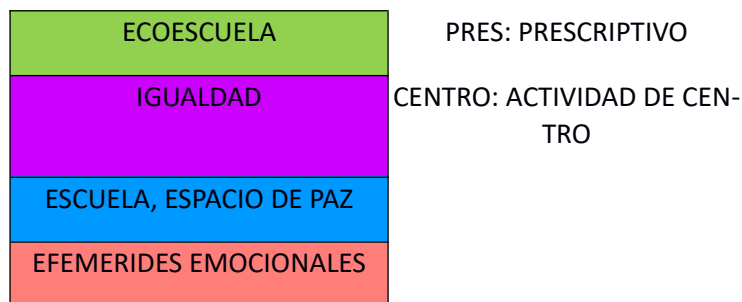 ECOESCUELA PRES: PRESCRIPTIVO
IGUALDAD CENTRO: ACTIVIDAD DE CEN-
TRO
ESCUELA, ESPACIO DE PAZ
EFEMERIDES EMOCIONALES